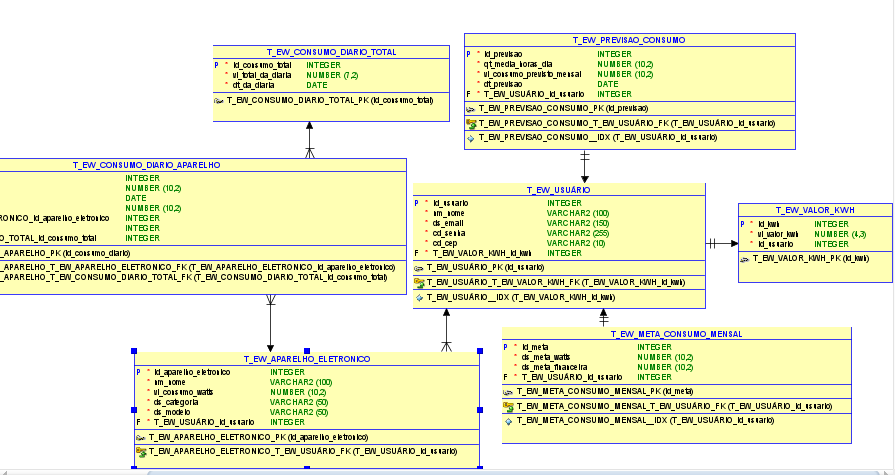 T_EW_CONSUMO_DIARIO_TOTAL
P * id_consumo_total INTEGER
* vl_total_da_diaria NUMBER (7,2)
* dt_da_diaria DATE
T_EW_CONSUMO_DIARIO_TOTAL_PK (id_consumo_total)
T_EW_PREVISAO_CONSUMO
P * id_previsao INTEGER
* qt_media_horas_dia NUMBER (10,2)
* vl_consumo_previsto_mensal NUMBER (10,2)
* dt_previsao DATE
F * T_EW_USUÁRIO_id_usuario INTEGER
T_EW_PREVISAO_CONSUMO_PK (id_previsao)
T_EW_PREVISAO_CONSUMO_T_EW_USUÁRIO_FK (T_EW_USUÁRIO_id_usuario)
T_EW_PREVISAO_CONSUMO__IDX (T_EW_USUÁRIO_id_usuario)
T_EW_CONSUMO_DIARIO_APARELHO
INTEGER
NUMBER (10,2)
DATE
NUMBER (10,2)
RONICO_id_aparelho_eletronico INTEGER
INTEGER
O_TOTAL_id_consumo_total INTEGER
_APARELHO_PK (id_consumo_diario)
_APARELHO_T_EW_APARELHO_ELETRONICO_FK (T_EW_APARELHO_ELETRONICO_id_aparelho_eletronico)
_APARELHO_T_EW_CONSUMO_DIARIO_TOTAL_FK (T_EW_CONSUMO_DIARIO_TOTAL_id_consumo_total)
T_EW_USUÁRIO
P * id_usuario INTEGER
* nm_nome VARCHAR2 (100)
* ds_email VARCHAR2 (150)
* cd_senha VARCHAR2 (255)
* cd_cep VARCHAR2 (10)
F * T_EW_VALOR_KWH_id_kwh INTEGER
T_EW_USUÁRIO_PK (id_usuario)
T_EW_USUÁRIO_T_EW_VALOR_KWH_FK (T_EW_VALOR_KWH_id_kwh)
T_EW_USUÁRIO__IDX (T_EW_VALOR_KWH_id_kwh)
T_EW_VALOR_KWH
P * id_kwh INTEGER
* vl_valor_kwh NUMBER (4,3)
* id_usuario INTEGER
T_EW_VALOR_KWH_PK (id_kwh)
T_EW_APARELHO_ELETRONICO
P * id_aparelho_eletronico INTEGER
* nm_nome VARCHAR2 (100)
* vl_consumo_watts NUMBER (10,2)
* ds_categoria VARCHAR2 (50)
* ds_modelo VARCHAR2 (50)
F * T_EW_USUÁRIO_id_usuario INTEGER
T_EW_APARELHO_ELETRONICO_PK (id_aparelho_eletronico)
T_EW_APARELHO_ELETRONICO_T_EW_USUÁRIO_FK (T_EW_USUÁRIO_id_usuario)
T_EW_META_CONSUMO_MENSAL
P * id_meta INTEGER
* ds_meta_watts NUMBER (10,2)
* ds_meta_financeira NUMBER (10,2)
F * T_EW_USUÁRIO_id_usuario INTEGER
T_EW_META_CONSUMO_MENSAL_PK (id_meta)
T_EW_META_CONSUMO_MENSAL_T_EW_USUÁRIO_FK (T_EW_USUÁRIO_id_usuario)
T_EW_META_CONSUMO_MENSAL__IDX (T_EW_USUÁRIO_id_usuario)